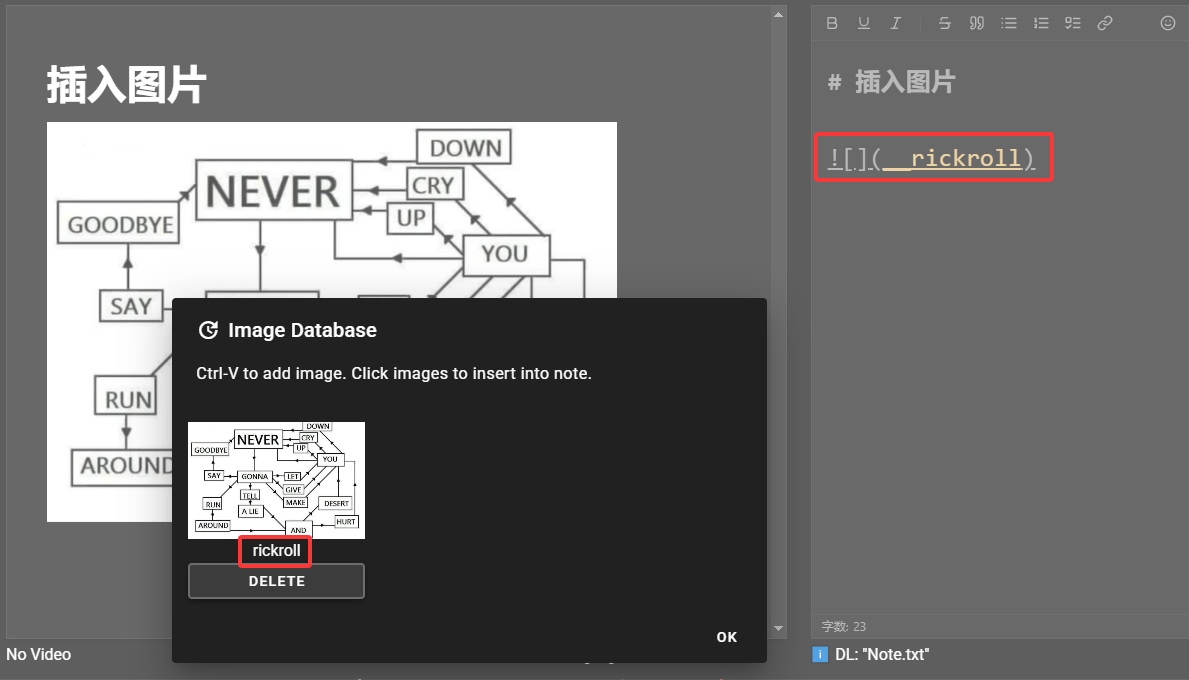 插入图片
DOWN
NEVER
CRY
GOODBYE
UP
YOU
SAY
RUN
AROUND
Image Database
Ctrl-V to add image. Click images to insert into note.
DOWN
NEVER
CRY
GOODBYE
UP
YOU
SAY
GONNA
LET
GIVE
TELL
MAKE
RUN
A LIE
DESERT
AROUND
AND
HURT
rickroll
DELETE
OK
No Video
B U I S
# 插入图片
![](__rickroll)
字数: 23
i DL: "Note.txt"